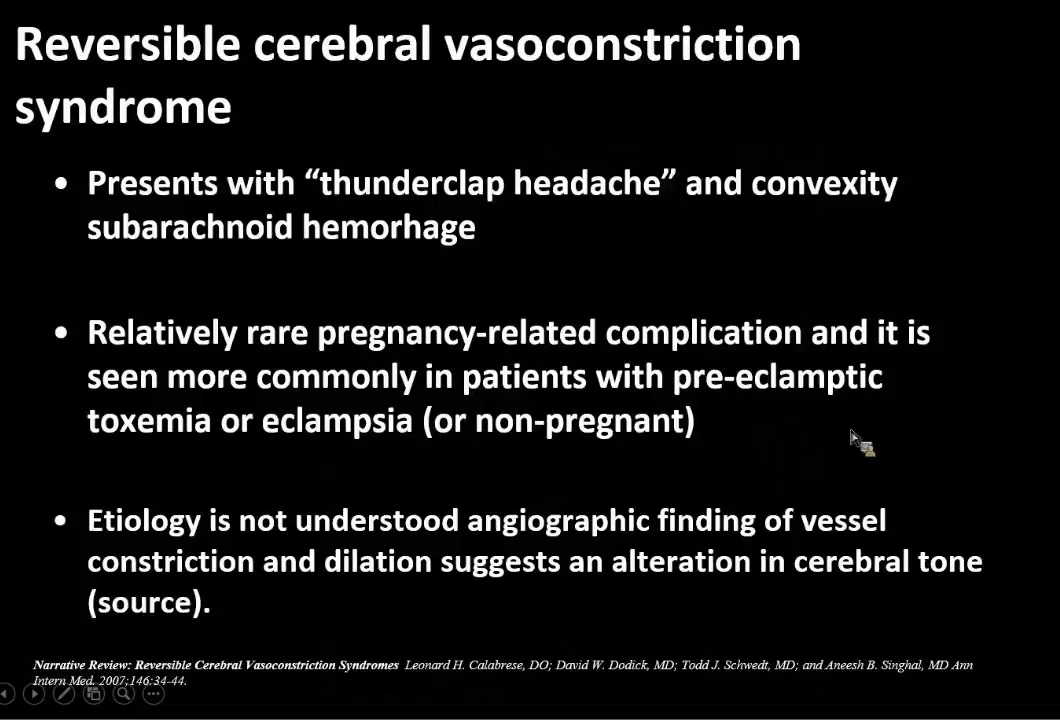 Reversible cerebral vasoconstriction
syndrome
• Presents with “thunderclap headache” and convexity
subarachnoid hemorhage
• Relatively rare pregnancy-related complication and it is
seen more commonly in patients with pre-eclamptic
toxemia or eclampsia (or non-pregnant)
• Etiology is not understood angiographic finding of vessel
constriction and dilation suggests an alteration in cerebral tone
(source).
Narrative Review: Reversible Cerebral Vasoconstriction Syndromes Leonard H. Calabrese, DO; David W. Dodick, MD; Todd J. Schwedt, MD; and Aneesh B. Singhal, MD Ann
Intern Med. 2007;146:34-44.